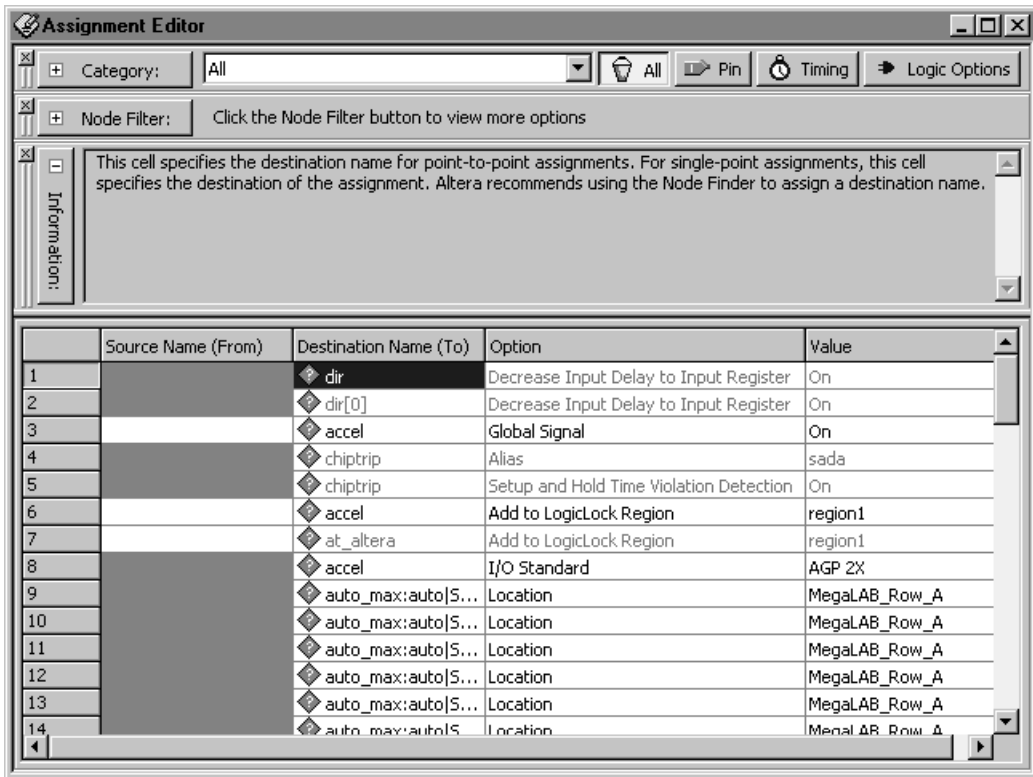 Assignment Editor
Category: All All Pin Timing Logic Options
Node Filter: Click the Node Filter button to view more options
Information:
This cell specifies the destination name for point-to-point assignments. For single-point assignments, this cell
specifies the destination of the assignment. Altera recommends using the Node Finder to assign a destination name.
Source Name (From) Destination Name (To) Option Value
1 dir Decrease Input Delay to Input Register On
2 dir[0] Decrease Input Delay to Input Register On
3 accel Global Signal On
4 chiptrip Alias sada
5 chiptrip Setup and Hold Time Violation Detection On
6 accel Add to LogicLock Region region1
7 at_altera Add to LogicLock Region region1
8 accel I/O Standard AGP 2X
9 auto_max:auto|S... Location MegaLAB_Row_A
10 auto_max:auto|S... Location MegaLAB_Row_A
11 auto_max:auto|S... Location MegaLAB_Row_A
12 auto_max:auto|S... Location MegaLAB_Row_A
13 auto_max:auto|S... Location MegaLAB_Row_A
14 auto_max:auto|S... Location MegaLAB_Row_A